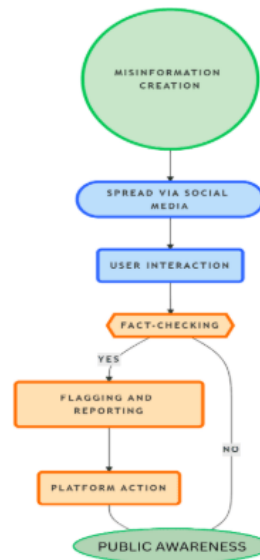 MISINFORMATION
CREATION
SPREAD VIA SOCIAL
MEDIA
USER INTERACTION
FACT-CHECKING
YES
FLAGGING AND
REPORTING
NO
PLATFORM ACTION
PUBLIC AWARENESS